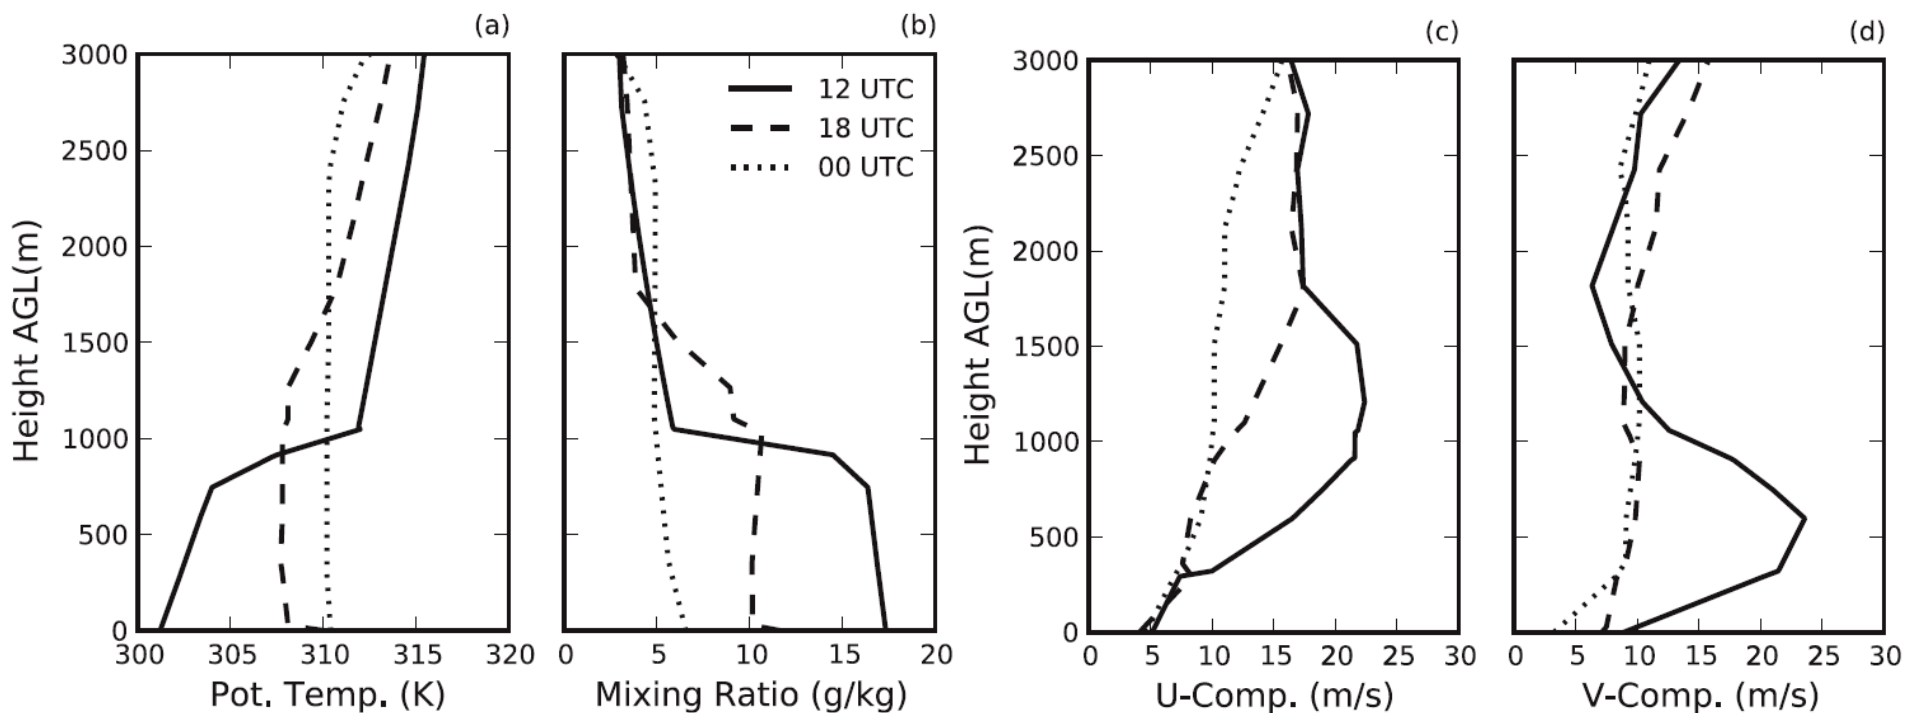 (a)
(b)
(c)
(d)
3000
2500
2000
1500
1000
500
0
Height AGL(m)
300 305 310 315 320
Pot. Temp. (K)
12 UTC
18 UTC
00 UTC
0 5 10 15 20
Mixing Ratio (g/kg)
3000
2500
2000
1500
1000
500
0
Height AGL(m)
0 5 10 15 20 25 30
U-Comp. (m/s)
0 5 10 15 20 25 30
V-Comp. (m/s)